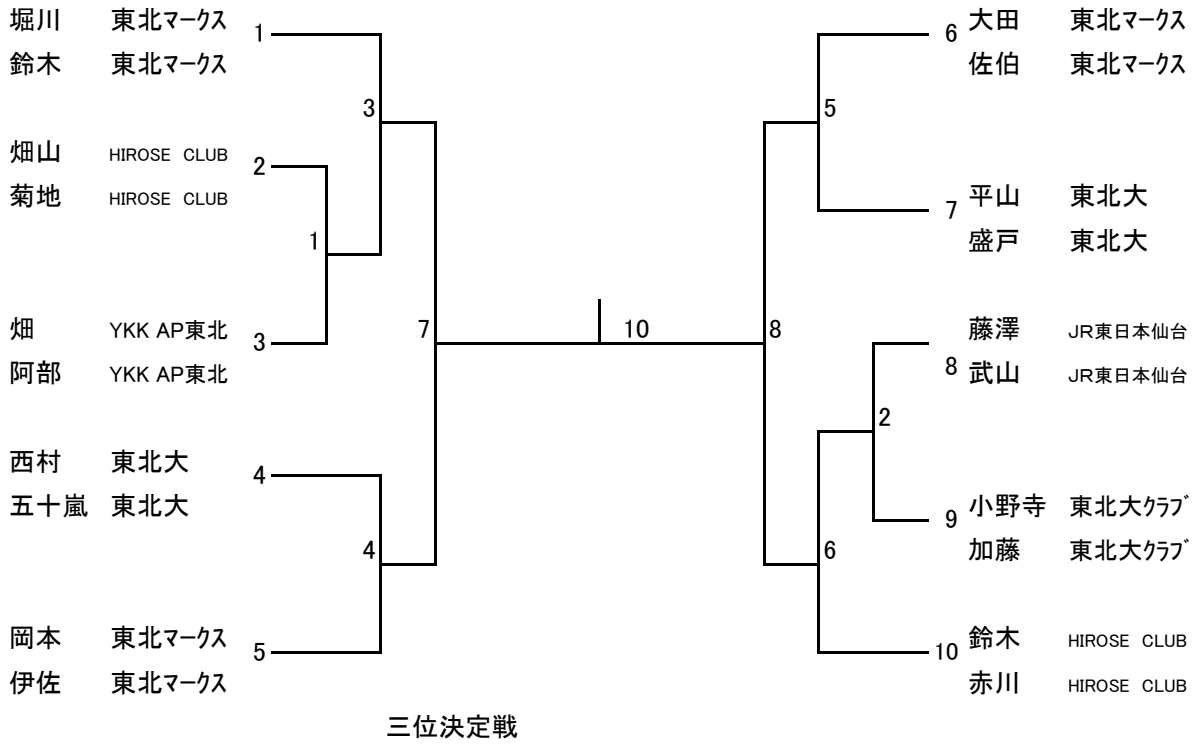 堀川 東北ﾏｰｸｽ 1
鈴木 東北ﾏｰｸｽ
3
畑山 HIROSE CLUB 2
菊地 HIROSE CLUB
1
畑 YKK AP東北 3
阿部 YKK AP東北
7
西村 東北大 4
五十嵐 東北大
4
岡本 東北ﾏｰｸｽ 5
伊佐 東北ﾏｰｸｽ
10
6 大田 東北ﾏｰｸｽ
佐伯 東北ﾏｰｸｽ
5
7 平山 東北大
盛戸 東北大
8
藤澤 JR東日本仙台
8 武山 JR東日本仙台
2
9 小野寺 東北大ｸﾗﾌﾞ
加藤 東北大ｸﾗﾌﾞ
6
10 鈴木 HIROSE CLUB
赤川 HIROSE CLUB
三位決定戦